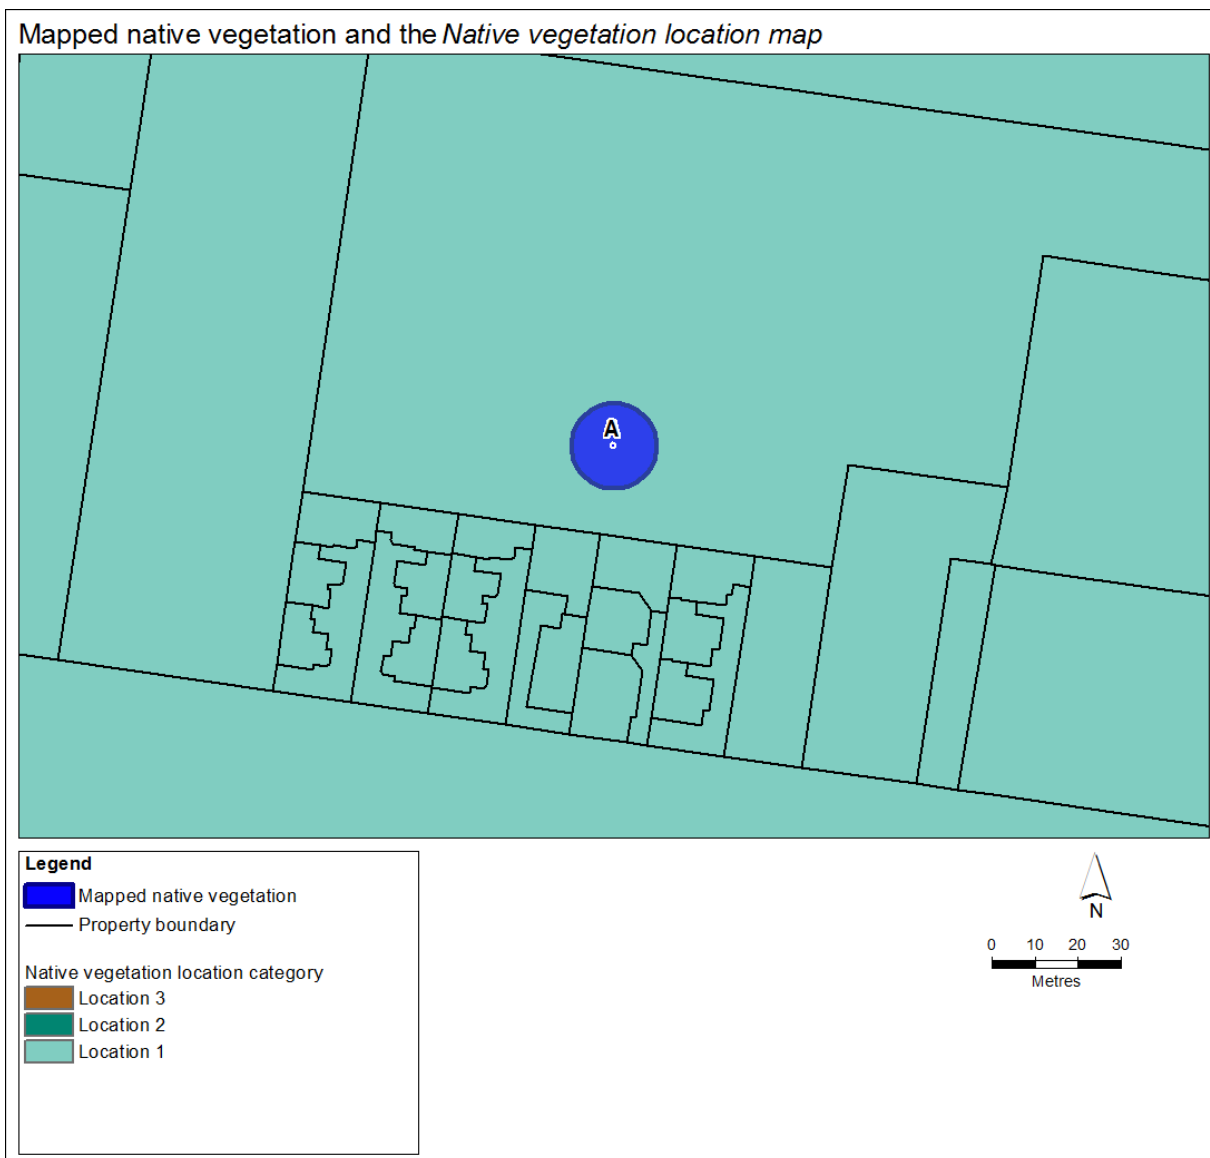 Mapped native vegetation and the Native vegetation location map
A
Legend
Mapped native vegetation
Property boundary
Native vegetation location category
Location 3
Location 2
Location 1
N
0 10 20 30
Metres